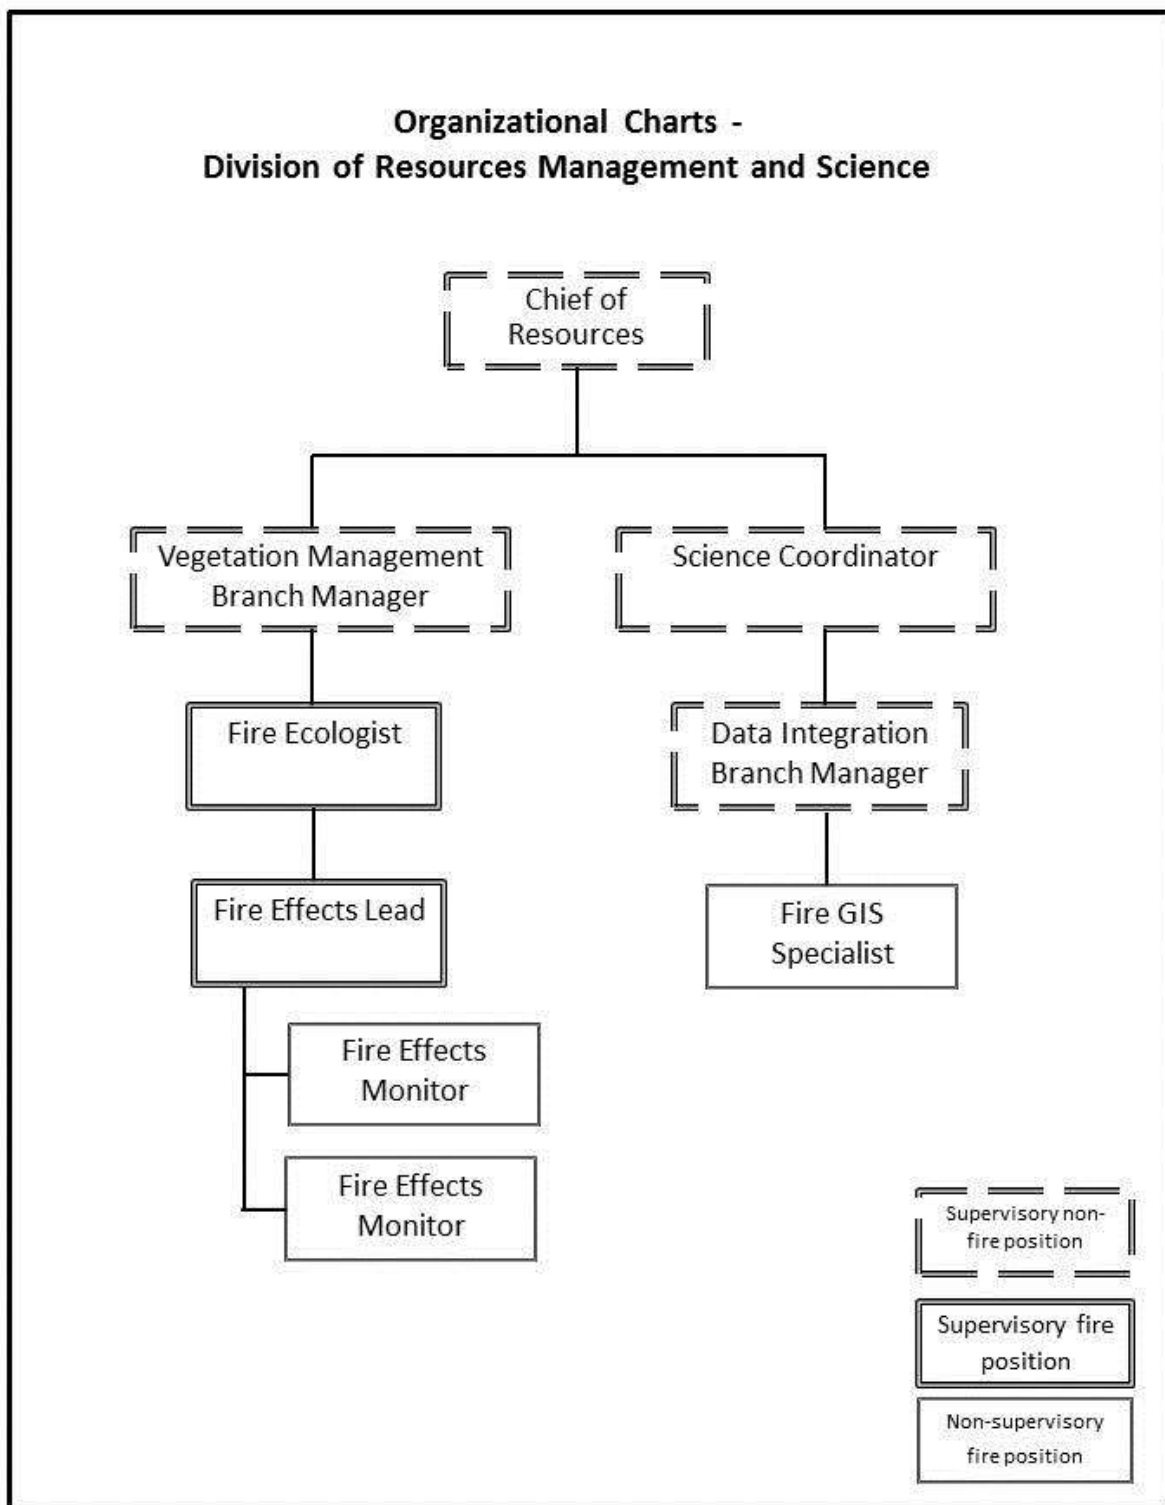 Organizational Charts -
Division of Resources Management and Science
Chief of
Resources
Vegetation Management
Branch Manager
Science Coordinator
Fire Ecologist
Data Integration
Branch Manager
Fire Effects Lead
Fire GIS
Specialist
Fire Effects
Monitor
Fire Effects
Monitor
Supervisory non-
fire position
Supervisory fire
position
Non-supervisory
fire position